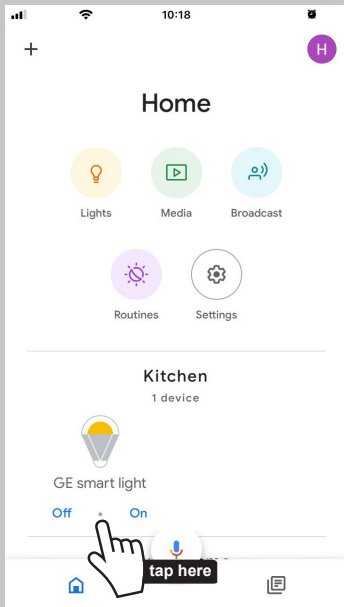 10:18
H
Home
Lights Media Broadcast
Routines Settings
Kitchen
1 device
GE smart light
Off On
tap here